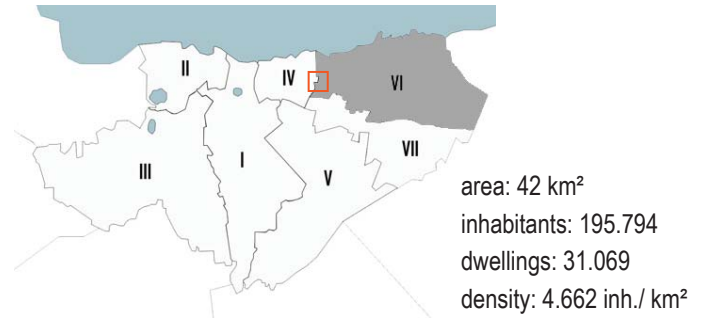 II
IV
VI
III
I
V
VII
area: 42 km²
inhabitants: 195.794
dwellings: 31.069
density: 4.662 inh./ km²